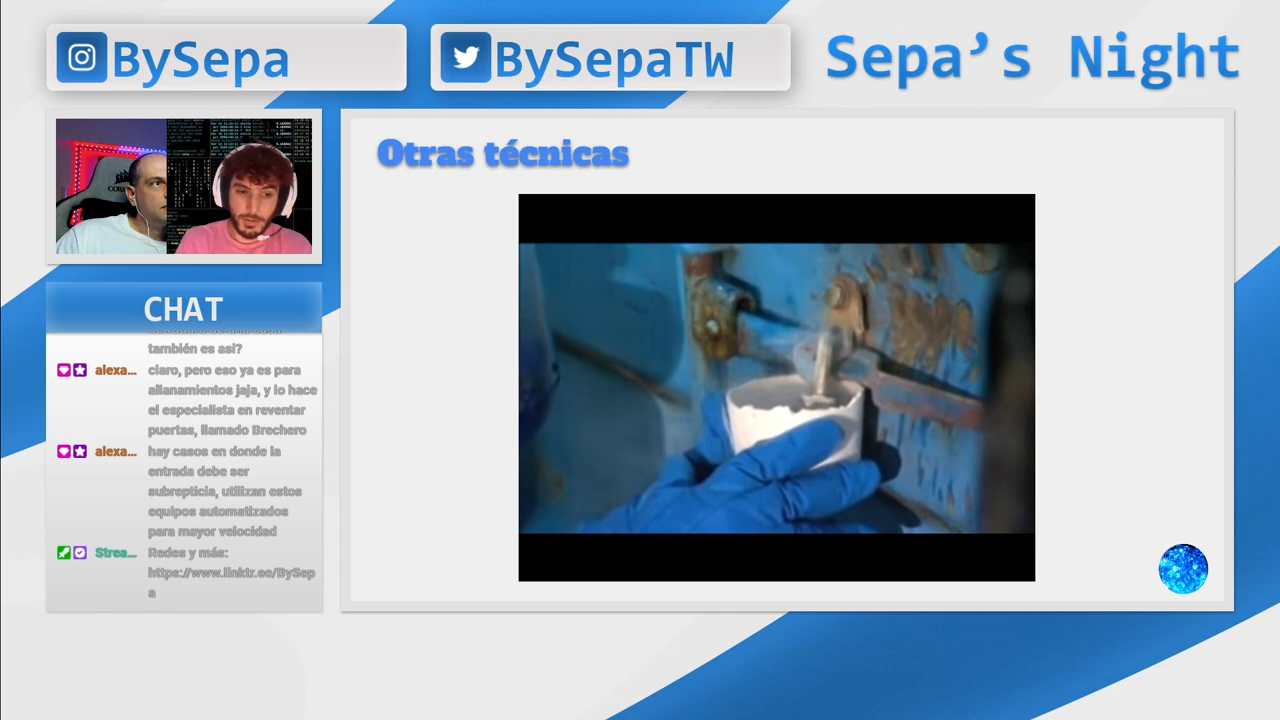 BySepa
BySepaTW
Sepa's Night
Otras técnicas
CHAT
también es asi?
alexa... claro, pero eso ya es para
allanamientos jaja, y lo hace
el especialista en reventar
puertas, llamado Brechero
alexa... hay casos en donde la
entrada debe ser
subrepticia, utilizan estos
equipos automatizados
para mayor velocidad
Strea... Redes y más:
https://www.linktr.ee/BySep
a